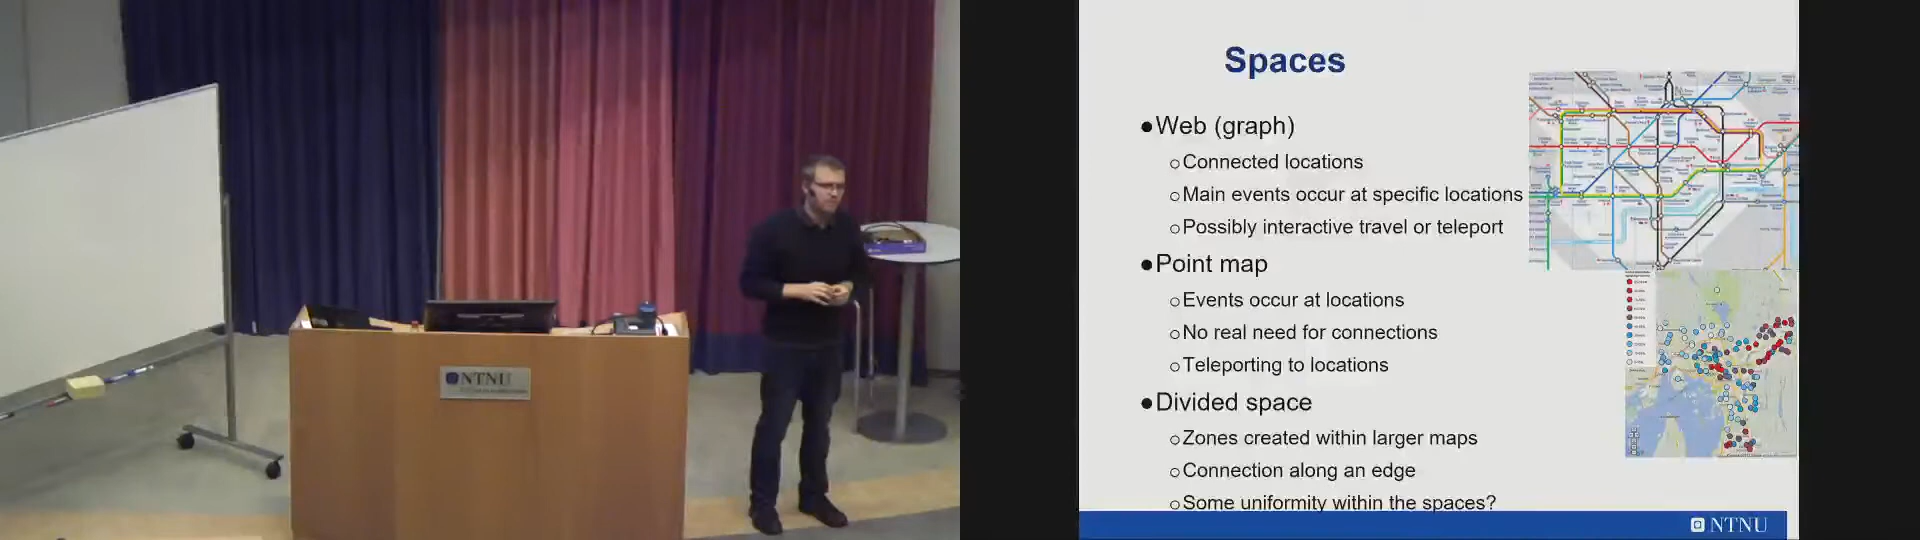 NTNU
Spaces
●Web (graph)
○Connected locations
○Main events occur at specific locations
○Possibly interactive travel or teleport
●Point map
○Events occur at locations
○No real need for connections
○Teleporting to locations
●Divided space
○Zones created within larger maps
○Connection along an edge
○Some uniformity within the spaces?
NTNU